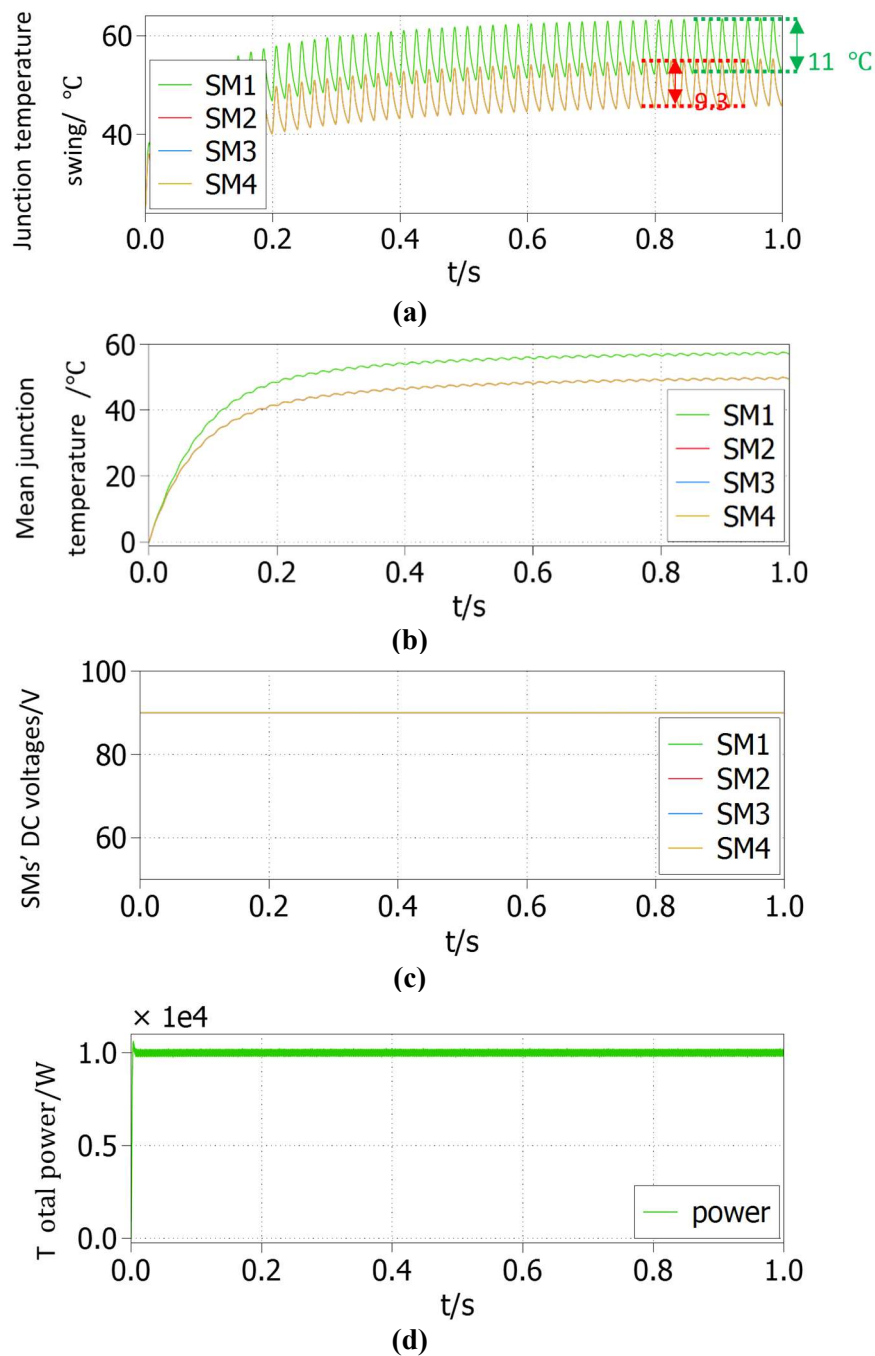 Junction temperature
swing/ °C
60
40
SM1
SM2
SM3
SM4
11 °C
9.3
0.0 0.2 0.4 0.6 0.8 1.0
t/s
(a)
Mean junction
temperature /°C
60
40
20
0
SM1
SM2
SM3
SM4
0.0 0.2 0.4 0.6 0.8 1.0
t/s
(b)
SMs' DC voltages/V
100
80
60
SM1
SM2
SM3
SM4
0.0 0.2 0.4 0.6 0.8 1.0
t/s
(c)
× 1e4
T otal power/W
1.0
0.5
0.0
power
0.0 0.2 0.4 0.6 0.8 1.0
t/s
(d)